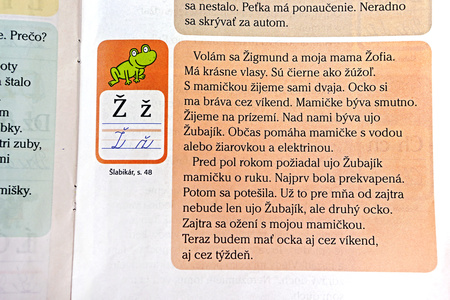 sa nestalo. Peťka má ponaučenie. Neradno
sa skrývať za autom.
e. Prečo?
oty
štalo
m
bky.
tri zuby,
mi
mišky.
Ž ž
Ž ž
Šlabikár, s. 48
Volám sa Žigmund a moja mama Žofia.
Má krásne vlasy. Sú čierne ako žúžoľ.
S mamičkou žijeme sami dvaja. Ocko si
ma bráva cez víkend. Mamičke býva smutno.
Žijeme na prízemí. Nad nami býva ujo
Žubajík. Občas pomáha mamičke s vodou
alebo žiarovkou a elektrinou.
Pred pol rokom požiadal ujo Žubajík
mamičku o ruku. Najprv bola prekvapená.
Potom sa potešila. Už to pre mňa od zajtra
nebude len ujo Žubajík, ale druhý ocko.
Zajtra sa ožení s mojou mamičkou.
Teraz budem mať ocka aj cez víkend,
aj cez týždeň.